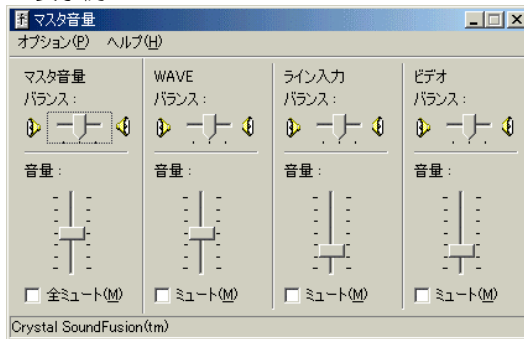 マスタ音量
オプション(P) ヘルプ(H)
マスタ音量 WAVE ライン入力 ビデオ
バランス： バランス： バランス： バランス：
音量： 音量： 音量： 音量：
全ミュート(M) ミュート(M) ミュート(M) ミュート(M)
Crystal SoundFusion(tm)